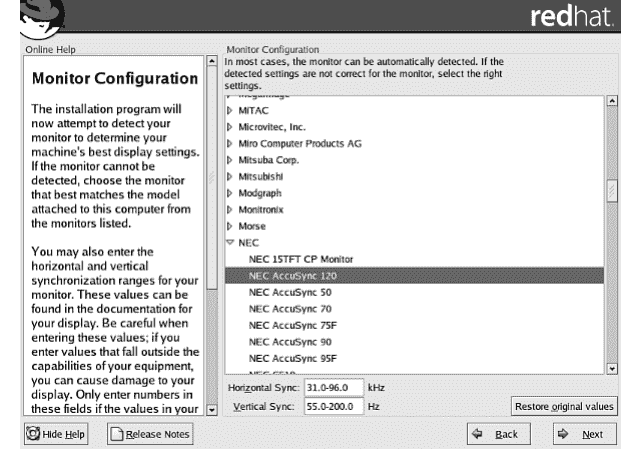 redhat.
Online Help
Monitor Configuration
The installation program will
now attempt to detect your
monitor to determine your
machine's best display settings.
If the monitor cannot be
detected, choose the monitor
that best matches the model
attached to this computer from
the monitors listed.
You may also enter the
horizontal and vertical
synchronization ranges for your
monitor. These values can be
found in the documentation for
your display. Be careful when
entering these values; if you
enter values that fall outside the
capabilities of your equipment,
you can cause damage to your
display. Only enter numbers in
these fields if the values in your
Monitor Configuration
In most cases, the monitor can be automatically detected. If the
detected settings are not correct for the monitor, select the right
settings.
MITAC
Microvitec, Inc.
Miro Computer Products AG
Mitsuba Corp.
Mitsubishi
Modgraph
Monitronix
Morse
NEC
NEC 15TFT CP Monitor
NEC AccuSync 120
NEC AccuSync 50
NEC AccuSync 70
NEC AccuSync 75F
NEC AccuSync 90
NEC AccuSync 95F
Horizontal Sync: 31.0-96.0 kHz
Vertical Sync: 55.0-200.0 Hz
Restore original values
Hide Help
Release Notes
Back
Next